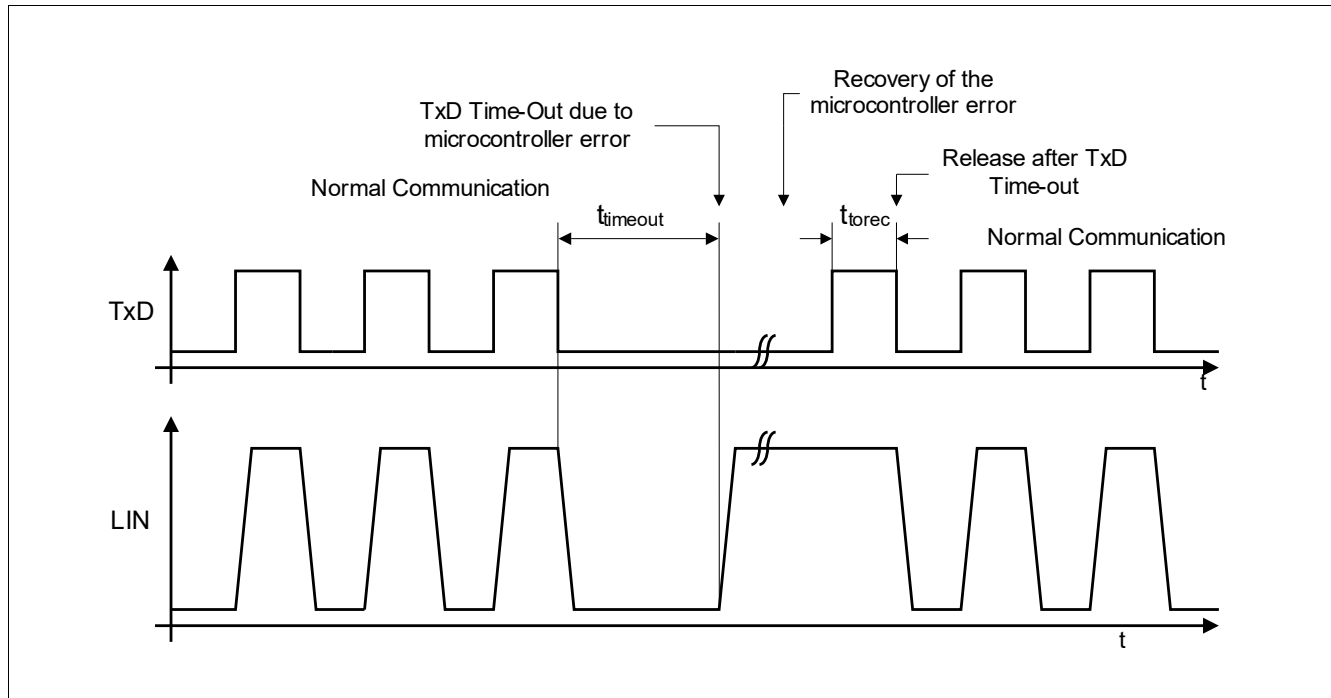 Recovery of the
microcontroller error
TxD Time-Out due to
microcontroller error
Release after TxD
Time-out
Normal Communication
ttimeout
ttorec
Normal Communication
TxD
t
LIN
t